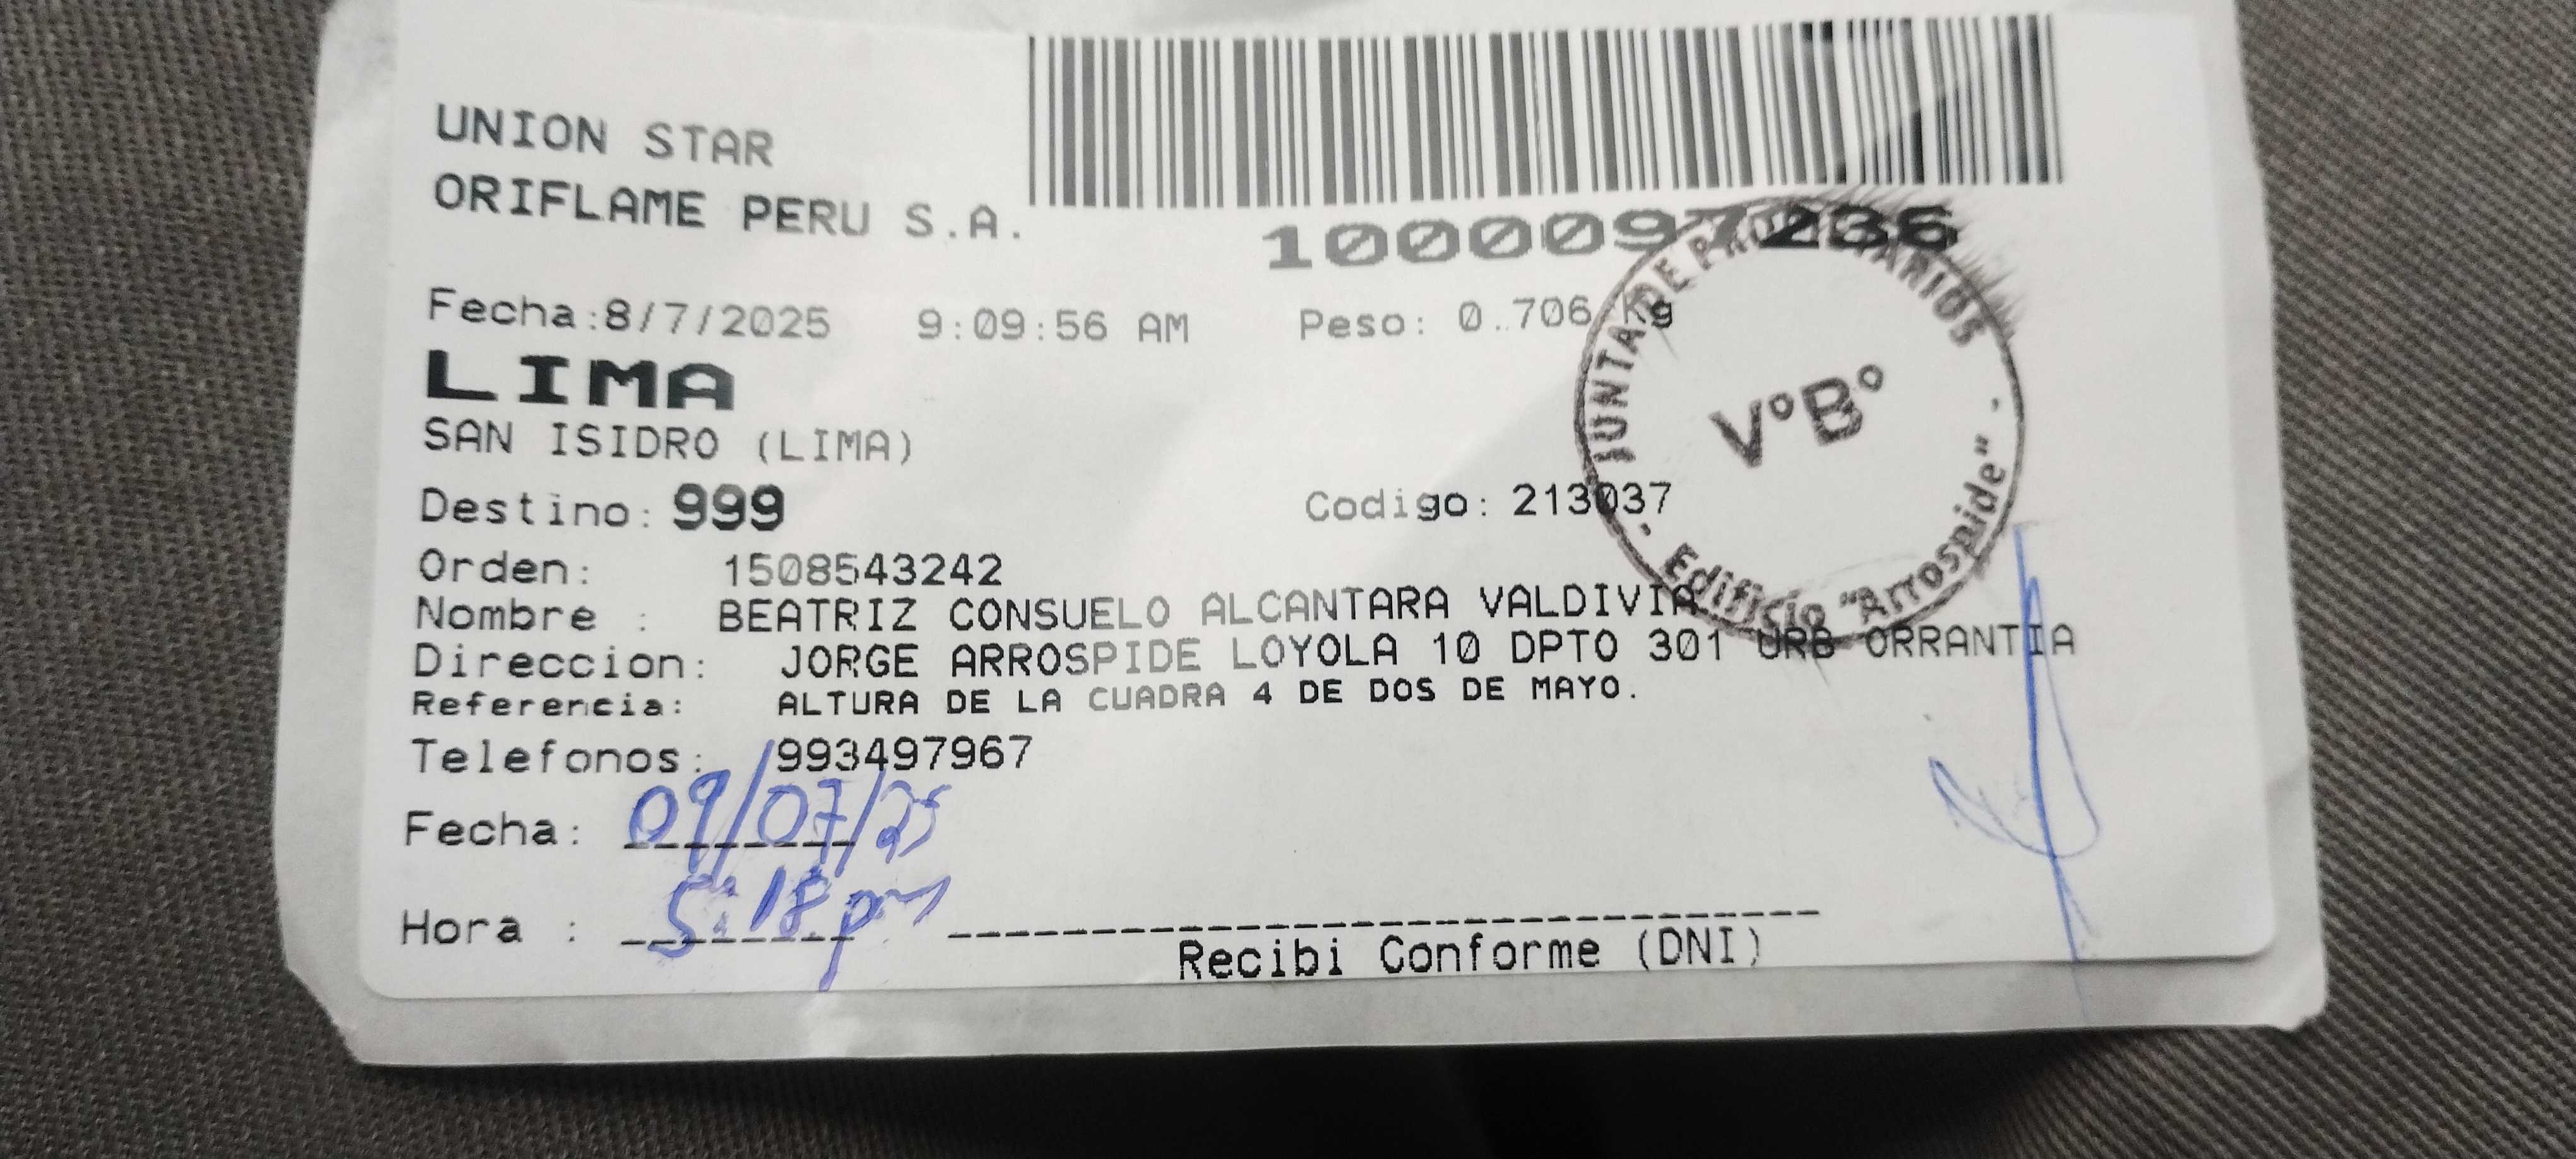 UNION STAR
ORIFLAME PERU S.A.
1000097236
Fecha:8/7/2025 9:09:56 AM Peso: 0.706 Kg
LIMA
SAN ISIDRO (LIMA)
Destino: 999 Codigo: 213037
Orden: 1508543242
Nombre : BEATRIZ CONSUELO ALCANTARA VALDIVIA
Direccion: JORGE ARROSPIDE LOYOLA 10 DPTO 301 URB ORRANTIA
Referencia: ALTURA DE LA CUADRA 4 DE DOS DE MAYO.
Telefonos: 993497967
Fecha: 09/07/25
Hora : 5:18 pm
Recibi Conforme (DNI)
JUNTA DE PROPIETARIOS
V°B°
- Edificio "Arrospide" -